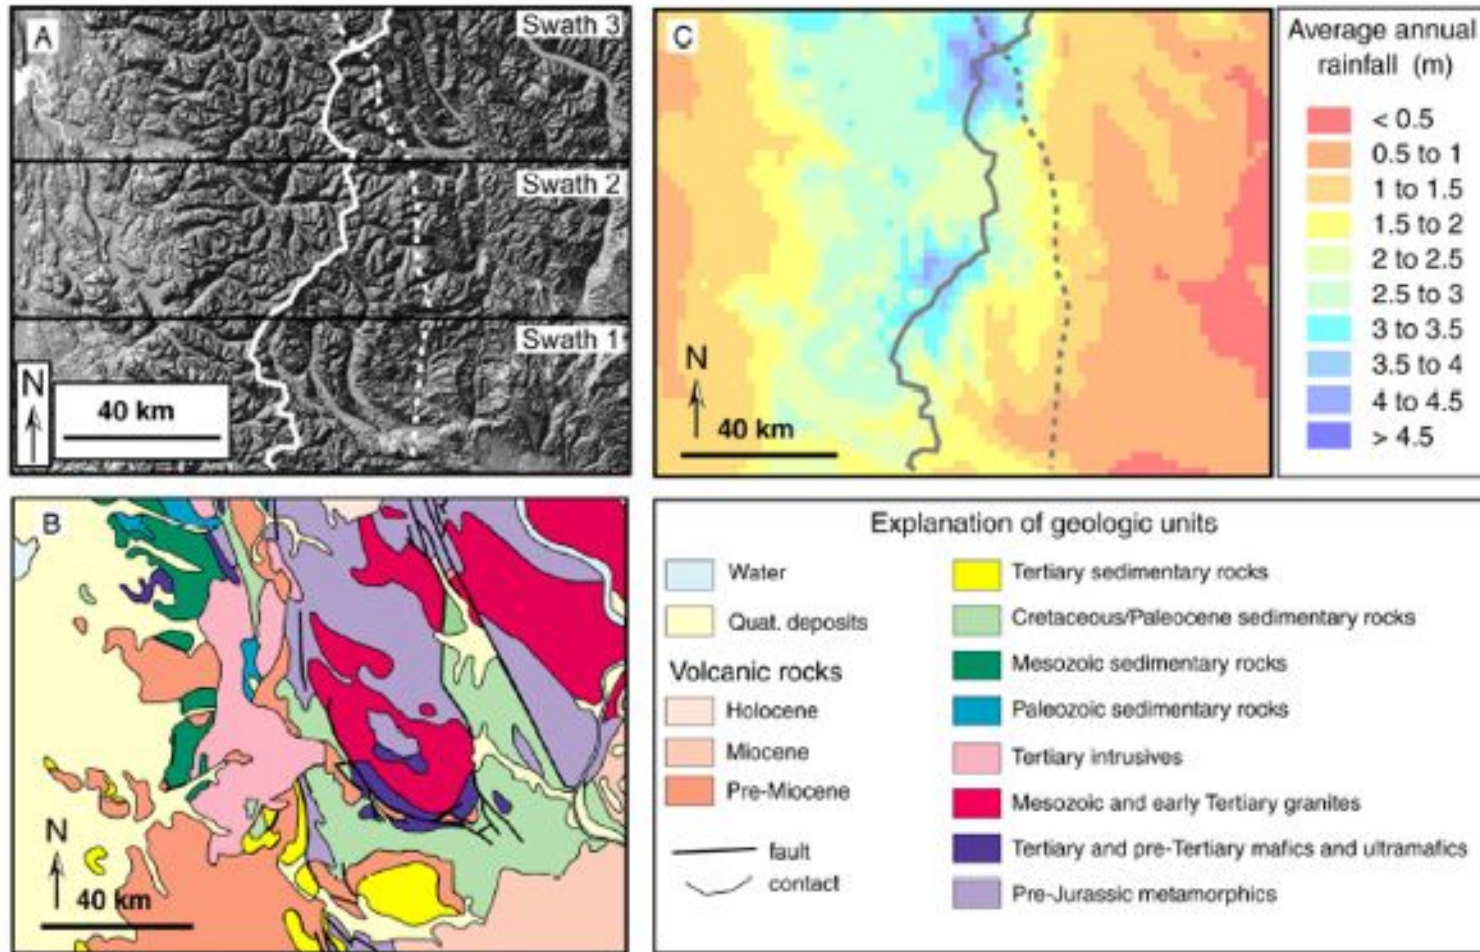 A
Swath 3
Swath 2
Swath 1
N
40 km
C
N
40 km
Average annual
rainfall (m)
< 0.5
0.5 to 1
1 to 1.5
1.5 to 2
2 to 2.5
2.5 to 3
3 to 3.5
3.5 to 4
4 to 4.5
> 4.5
B
N
40 km
Explanation of geologic units
Water
Quat. deposits
Volcanic rocks
Holocene
Miocene
Pre-Miocene
fault
contact
Tertiary sedimentary rocks
Cretaceous/Paleocene sedimentary rocks
Mesozoic sedimentary rocks
Paleozoic sedimentary rocks
Tertiary intrusives
Mesozoic and early Tertiary granites
Tertiary and pre-Tertiary mafics and ultramafics
Pre-Jurassic metamorphics